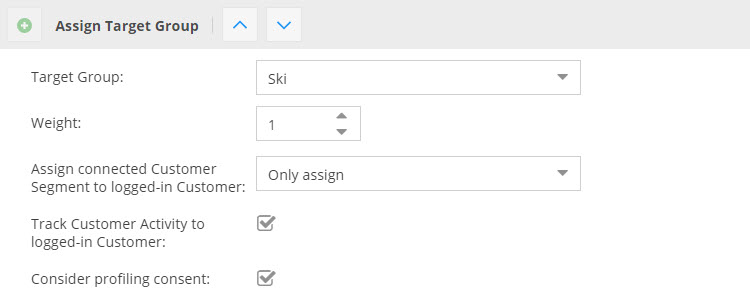 Assign Target Group
Target Group:
Ski
Weight:
1
Assign connected Customer
Segment to logged-in Customer:
Only assign
Track Customer Activity to
logged-in Customer:
Consider profiling consent: